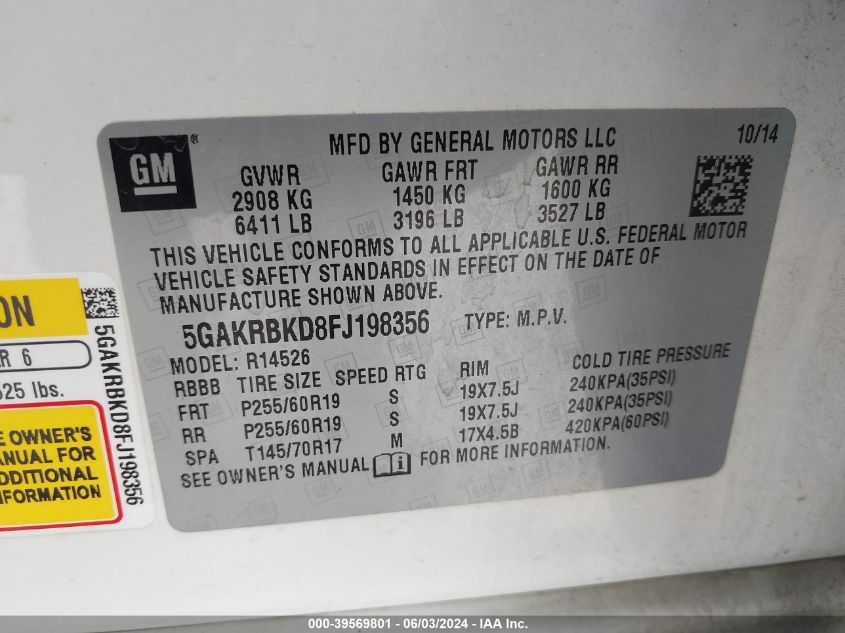 GM ®
MFD BY GENERAL MOTORS LLC 10/14
GVWR GAWR FRT GAWR RR
2908 KG 1450 KG 1600 KG
6411 LB 3196 LB 3527 LB
THIS VEHICLE CONFORMS TO ALL APPLICABLE U.S. FEDERAL MOTOR
VEHICLE SAFETY STANDARDS IN EFFECT ON THE DATE OF
MANUFACTURE SHOWN ABOVE.
5GAKRBKD8FJ198356 TYPE: M.P.V.
MODEL: R14526
RBBB TIRE SIZE SPEED RTG RIM COLD TIRE PRESSURE
FRT P255/60R19 S 19X7.5J 240KPA(35PSI)
RR P255/60R19 S 19X7.5J 240KPA(35PSI)
SPA T145/70R17 M 17X4.5B 420KPA(60PSI)
SEE OWNER'S MANUAL FOR MORE INFORMATION.
ON
R 6
525 lbs.
E OWNER'S
ANUAL FOR
DDITIONAL
FORMATION
5GAKRBKD8FJ198356
000-39569801 - 06/03/2024 - IAA Inc.